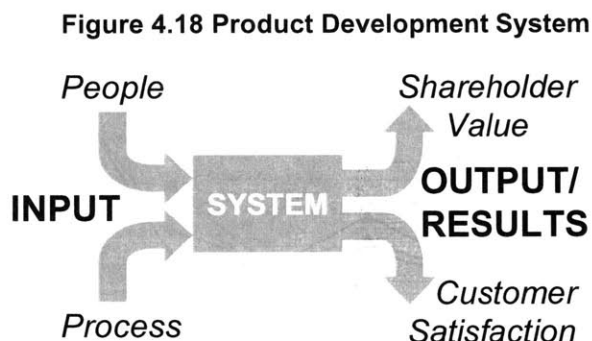 Figure 4.18 Product Development System
People
Shareholder
Value
INPUT
SYSTEM
OUTPUT/
RESULTS
Process
Customer
Satisfaction